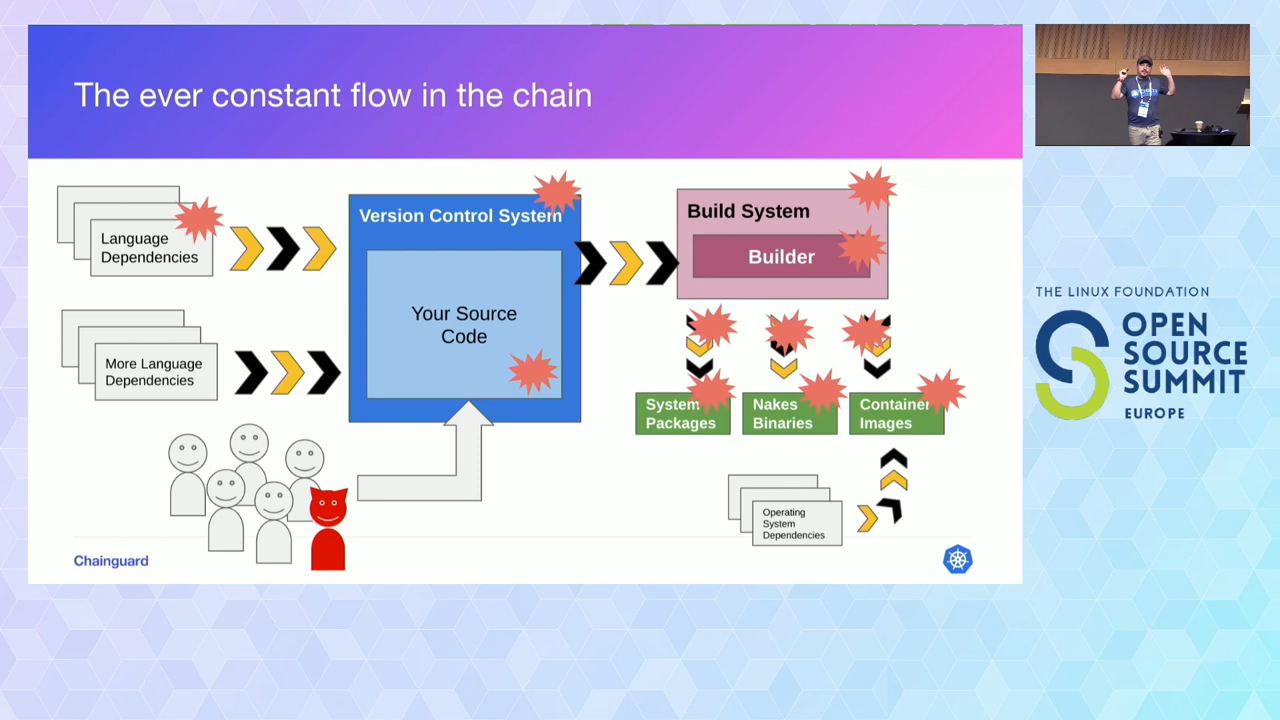 The ever constant flow in the chain
Language
Dependencies
More Language
Dependencies
Version Control System
Your Source
Code
Build System
Builder
System
Packages
Nakes
Binaries
Container
Images
Operating
System
Dependencies
Chainguard
THE LINUX FOUNDATION
OPEN
SOURCE
SUMMIT
EUROPE